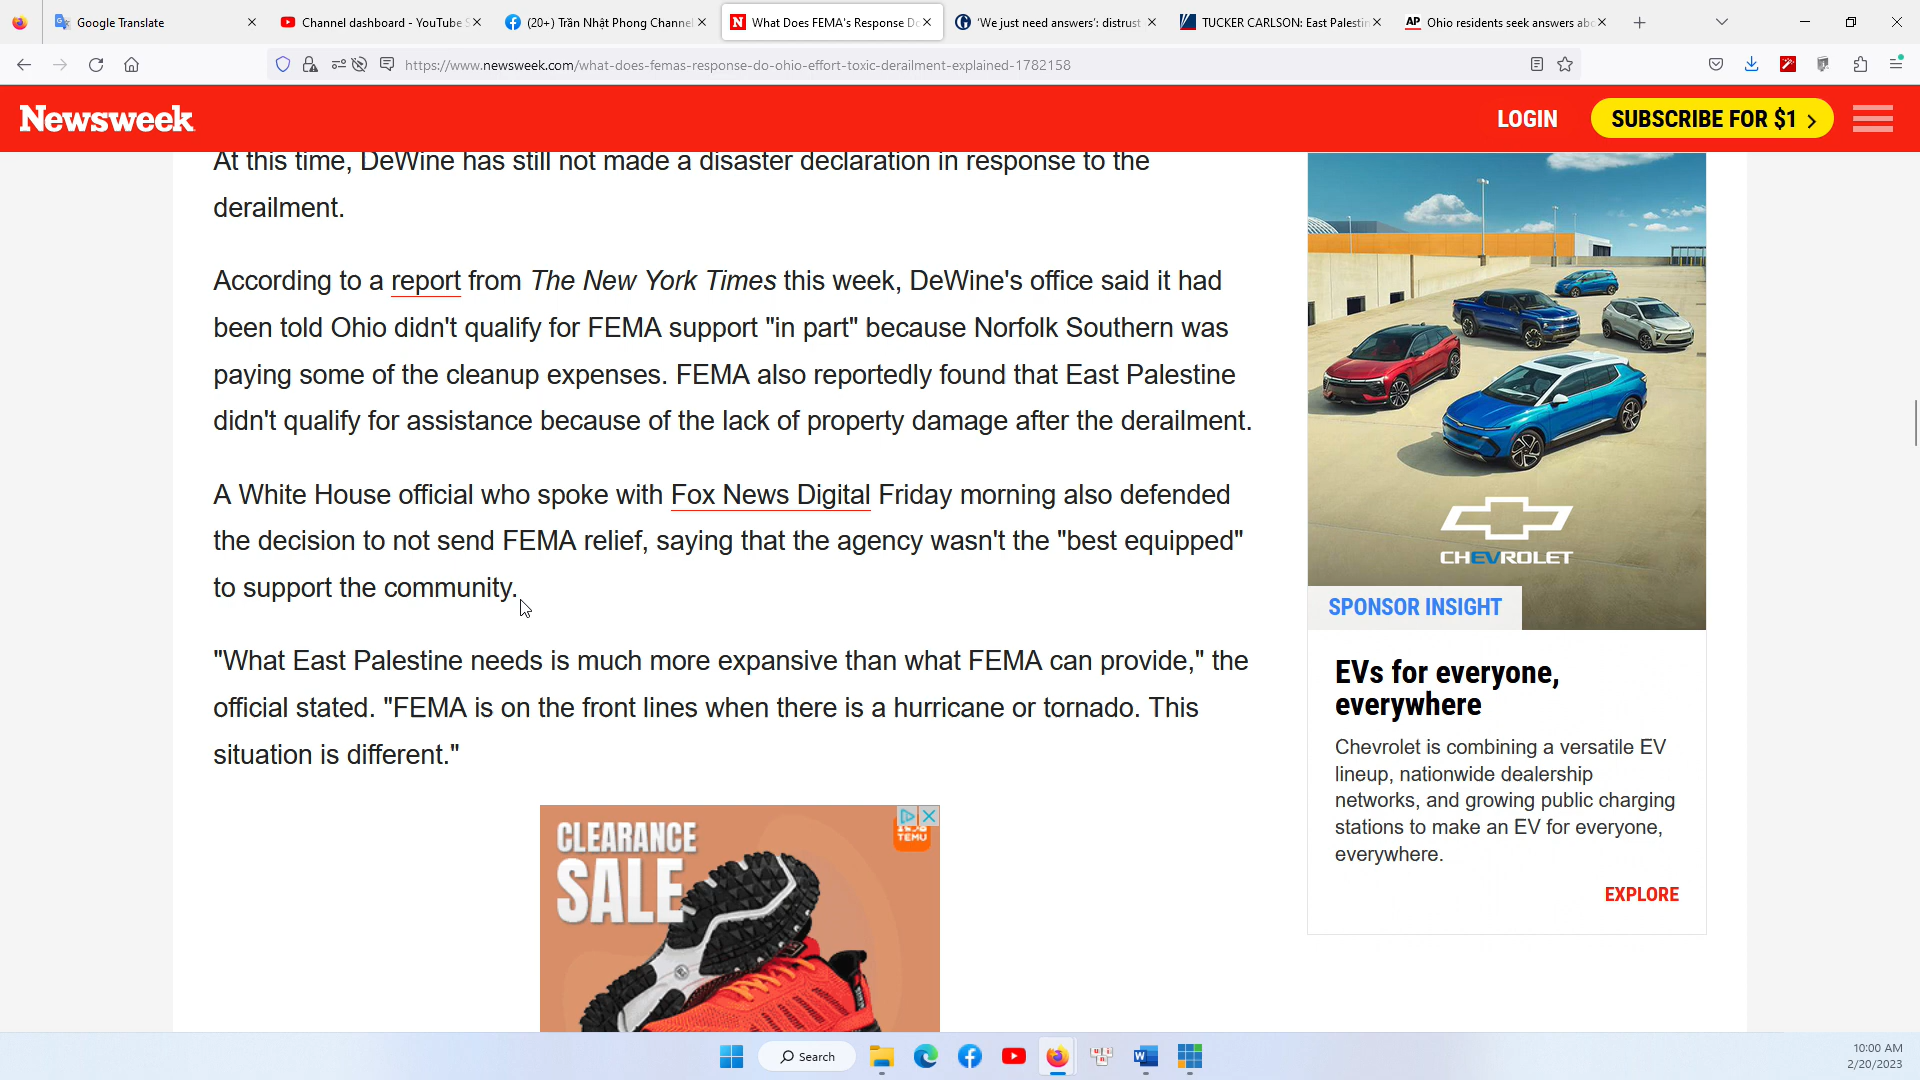 Google Translate
Channel dashboard - YouTube S
(20+) Trần Nhật Phong Channel
What Does FEMA's Response Do
'We just need answers': distrust
TUCKER CARLSON: East Palestin
AP Ohio residents seek answers abo
https://www.newsweek.com/what-does-femas-response-do-ohio-effort-toxic-derailment-explained-1782158
Newsweek
LOGIN
SUBSCRIBE FOR $1 >
At this time, DeWine has still not made a disaster declaration in response to the
derailment.
According to a report from The New York Times this week, DeWine's office said it had
been told Ohio didn't qualify for FEMA support "in part" because Norfolk Southern was
paying some of the cleanup expenses. FEMA also reportedly found that East Palestine
didn't qualify for assistance because of the lack of property damage after the derailment.
A White House official who spoke with Fox News Digital Friday morning also defended
the decision to not send FEMA relief, saying that the agency wasn't the "best equipped"
to support the community.
"What East Palestine needs is much more expansive than what FEMA can provide," the
official stated. "FEMA is on the front lines when there is a hurricane or tornado. This
situation is different."
CLEARANCE
SALE
TEMU
CHEVROLET
SPONSOR INSIGHT
EVs for everyone,
everywhere
Chevrolet is combining a versatile EV
lineup, nationwide dealership
networks, and growing public charging
stations to make an EV for everyone,
everywhere.
EXPLORE
Search
10:00 AM
2/20/2023